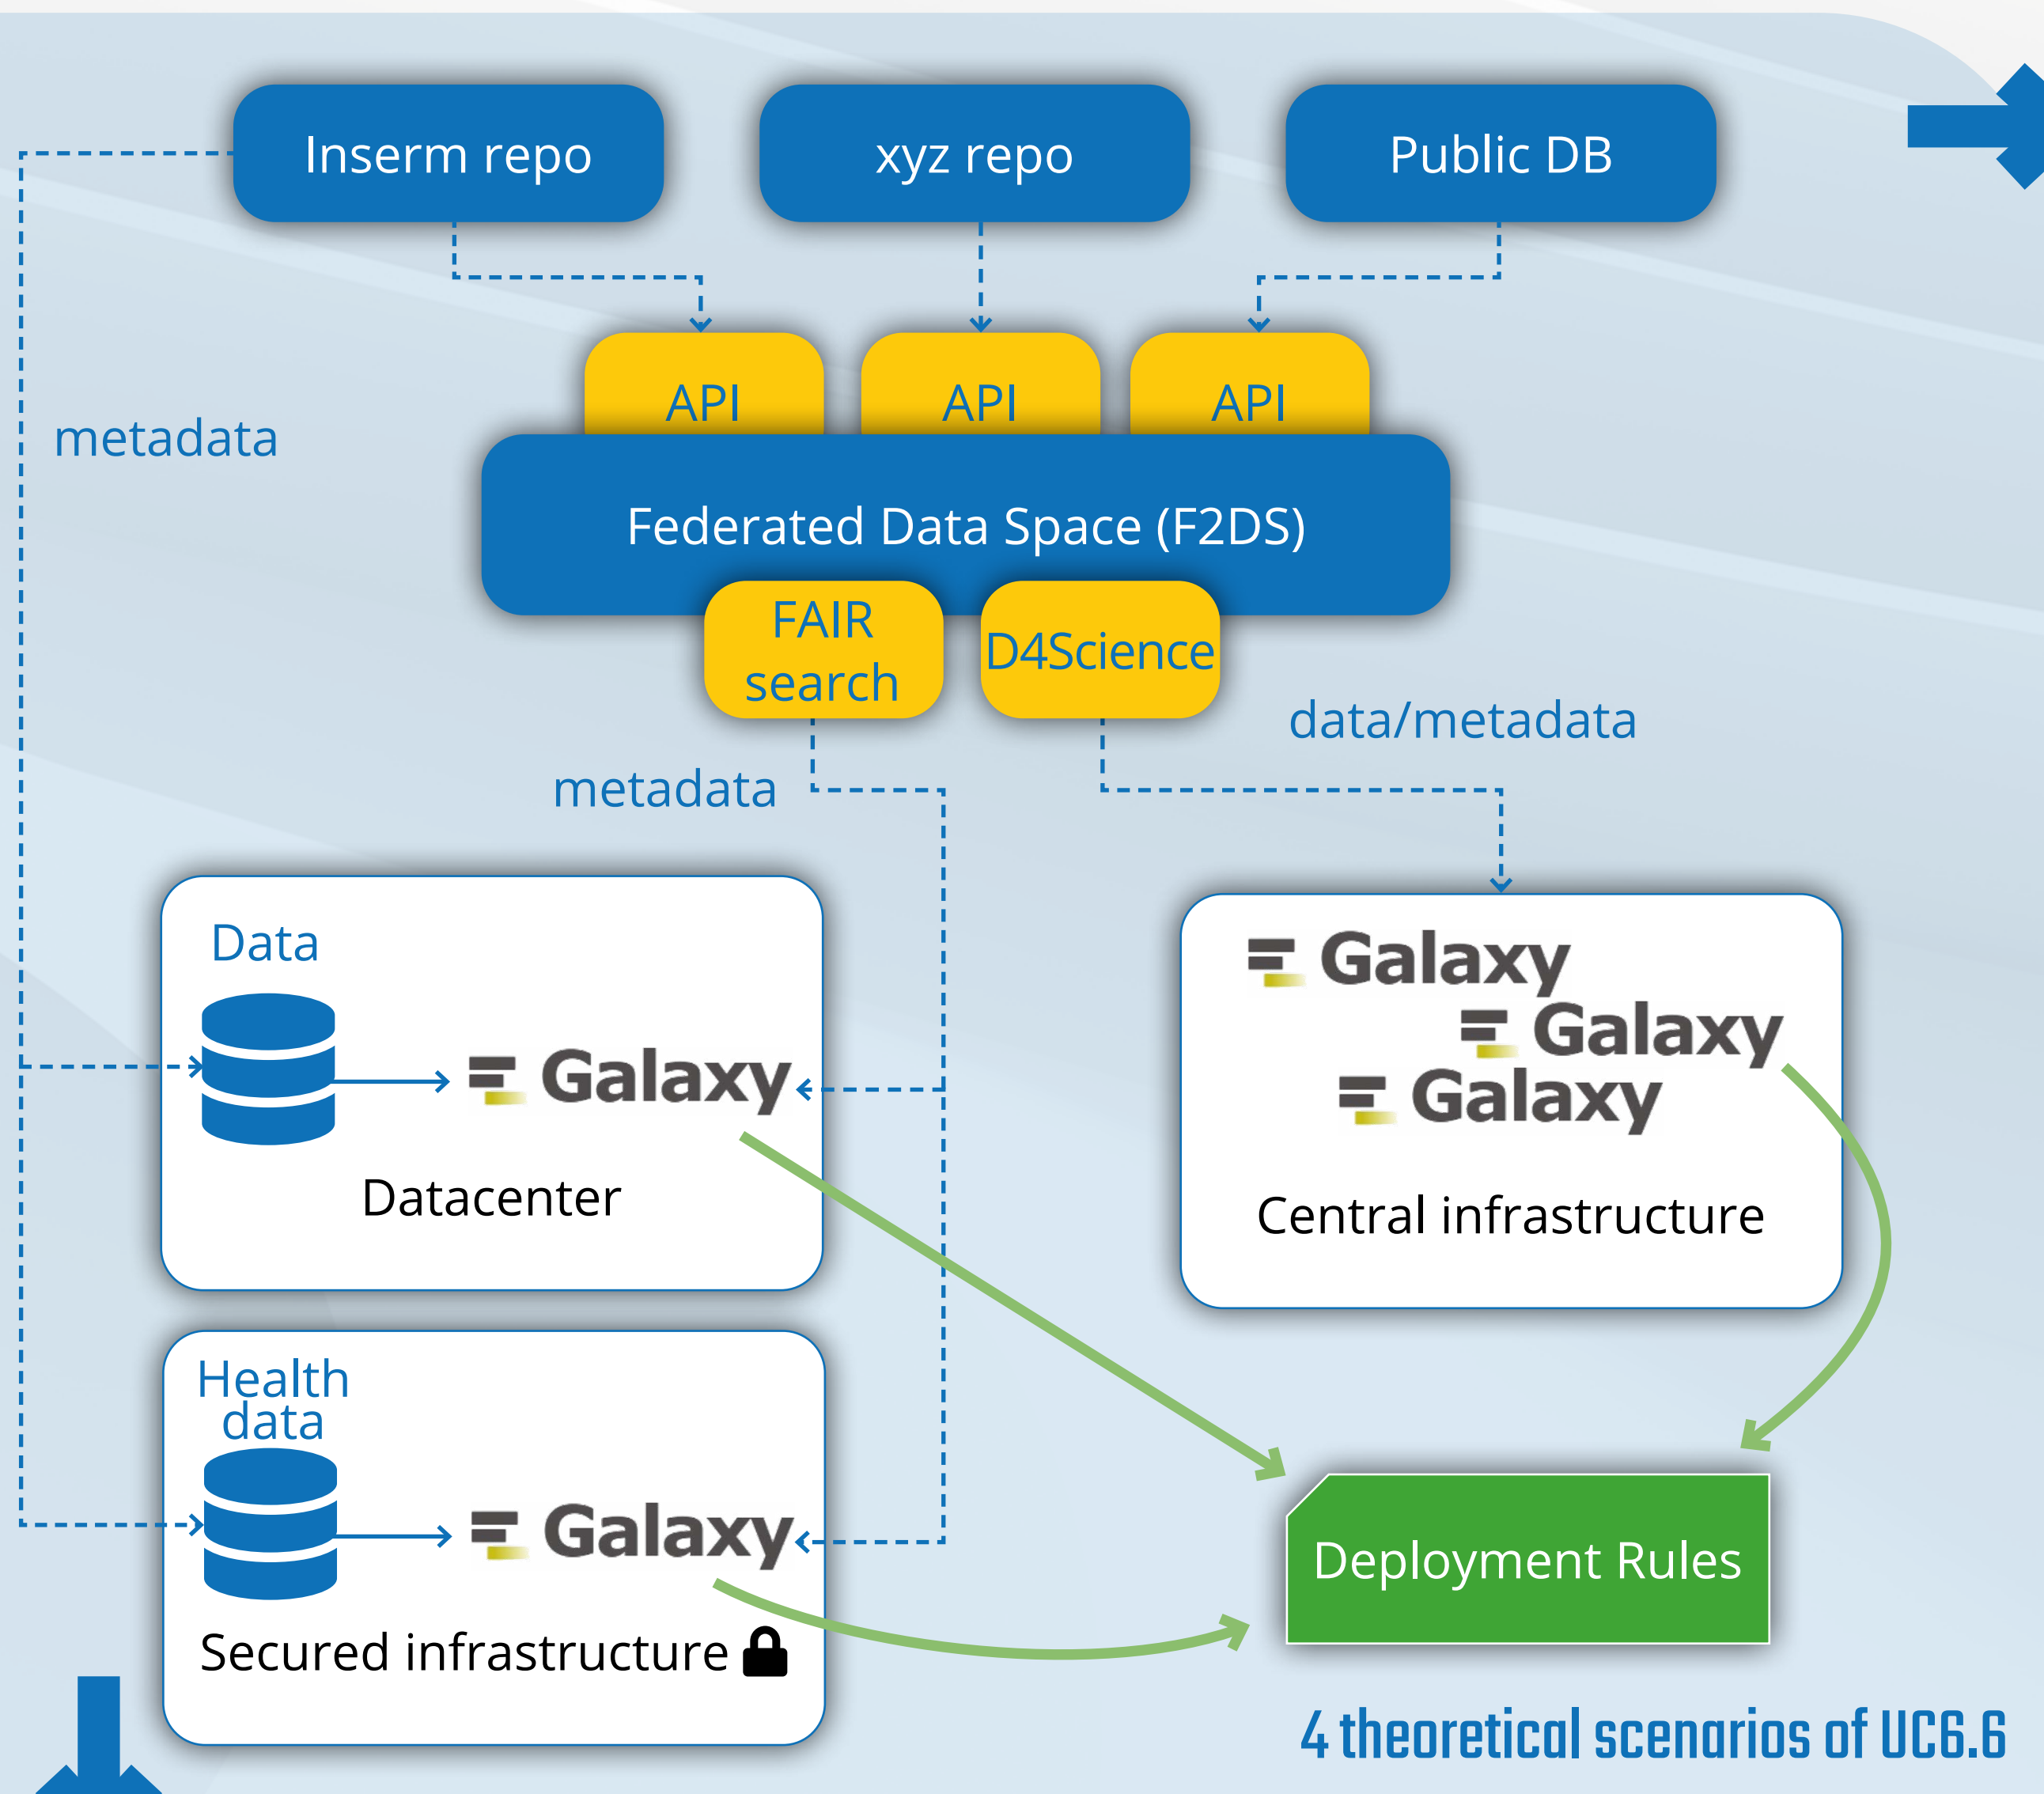 Inserm repo
xyz repo
Public DB
API
API
API
metadata
Federated Data Space (F2DS)
FAIR
search
D4Science
data/metadata
metadata
Data
Galaxy
Datacenter
Galaxy
Galaxy
Galaxy
Central infrastructure
Health
data
Galaxy
Secured infrastructure
Deployment Rules
4 theoretical scenarios of UC6.6